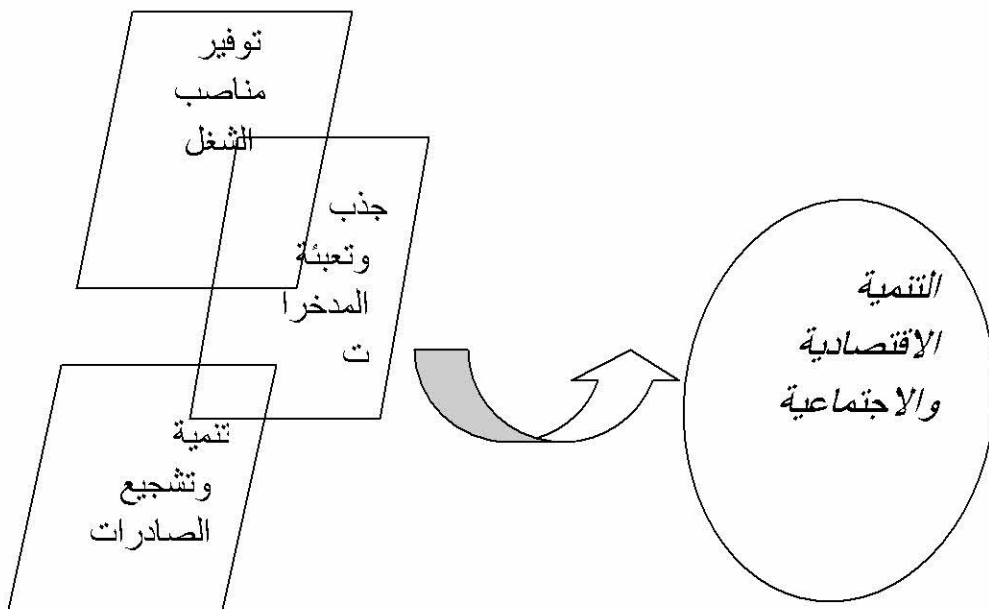 توفير
مناصب
الشغل
جذب
وتعبئة
المدخرا
ت
تنمية
وتشجيع
الصادرات
التنمية
الاقتصادية
والاجتماعية